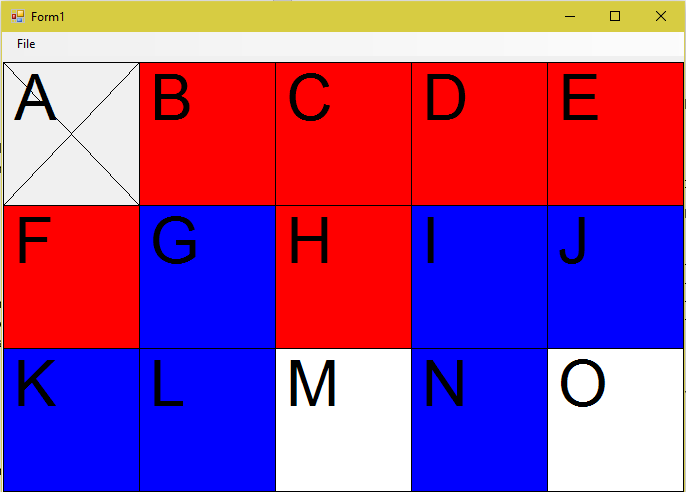 Form1
File
A B C D E
F G H I J
K L M N O